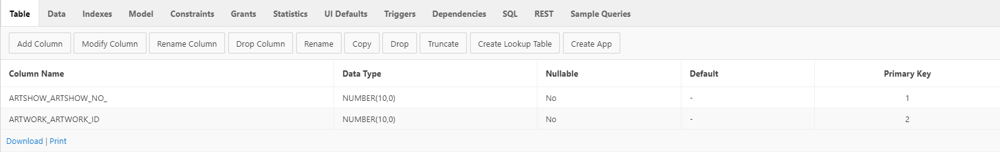 Table Data Indexes Model Constraints Grants Statistics UI Defaults Triggers Dependencies SQL REST Sample Queries
Add Column Modify Column Rename Column Drop Column Rename Copy Drop Truncate Create Lookup Table Create App
Column Name Data Type Nullable Default Primary Key
ARTSHOW_ARTSHOW_NO_ NUMBER(10,0) No - 1
ARTWORK_ARTWORK_ID NUMBER(10,0) No - 2
Download | Print